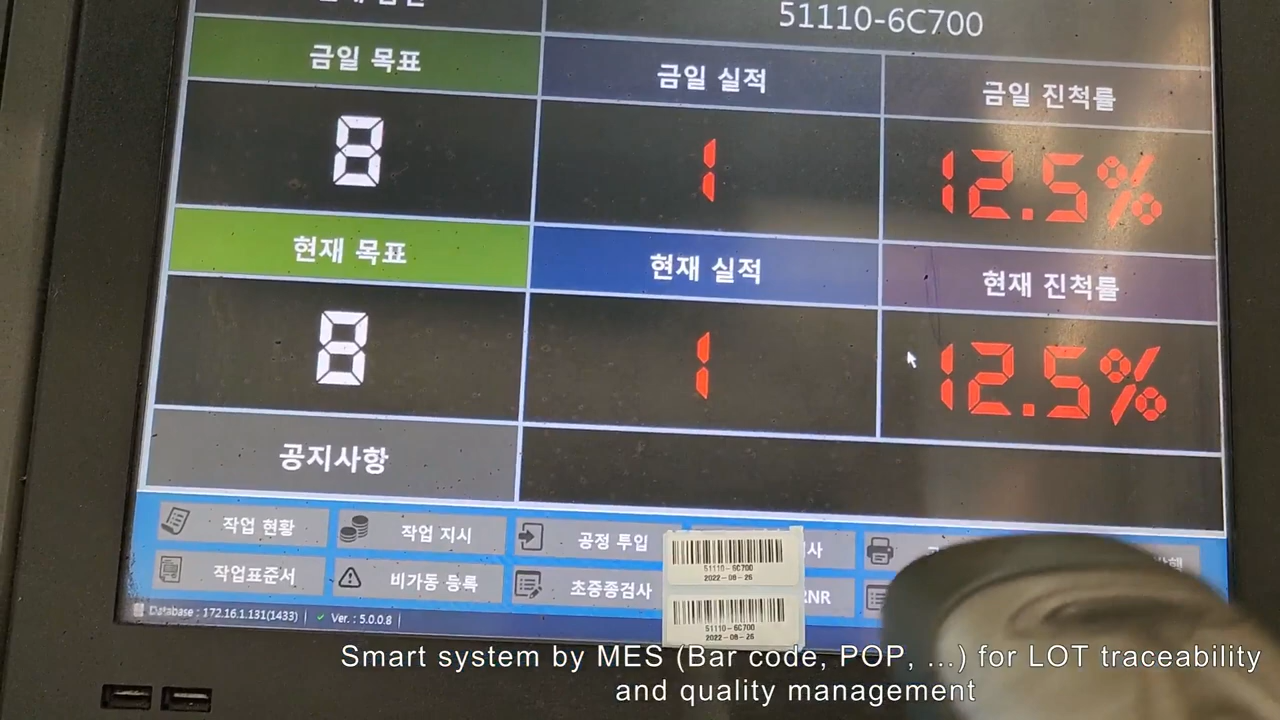 51110-6C700
금일 목표
금일 실적
금일 진척률
8
1
12.5%
현재 목표
현재 실적
현재 진척률
8
1
12.5%
공지사항
작업 현황
작업 지시
공정 투입
작업표준서
비가동 등록
초중종검사
51110-6C700
2022-08-26
51110-6C700
2022-08-26
Database : 172.16.1.131(1433)
Ver. : 5.0.0.8
Smart system by MES (Bar code, POP, ...) for LOT traceability
and quality management